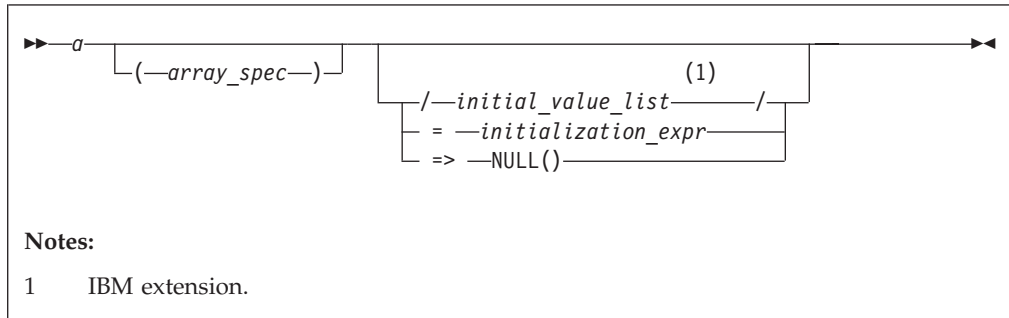 a
( array_spec )
(1)
/ initial_value_list /
= initialization_expr
=> NULL()
Notes:
1 IBM extension.